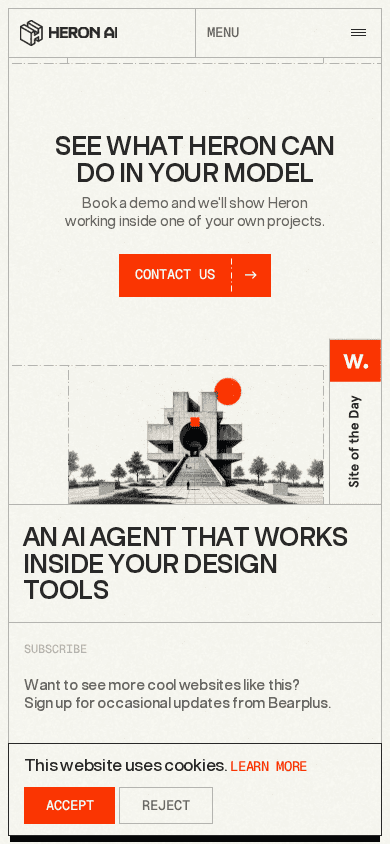 HERON AI
MENU
SEE WHAT HERON CAN
DO IN YOUR MODEL
Book a demo and we'll show Heron
working inside one of your own projects.
CONTACT US
W.
Site of the Day
AN AI AGENT THAT WORKS
INSIDE YOUR DESIGN
TOOLS
SUBSCRIBE
Want to see more cool websites like this?
Sign up for occasional updates from Bearplus.
This website uses cookies. LEARN MORE
ACCEPT
REJECT